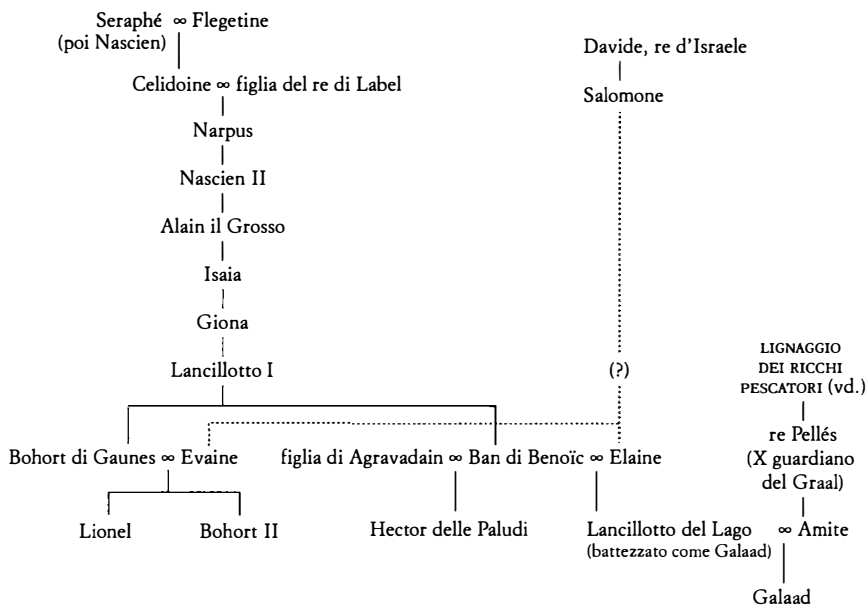 Seraphé ∞ Flegetine
(poi Nascien)
Davide, re d'Israele
Celidoine ∞ figlia del re di Label
Salomone
Narpus
Nascien II
Alain il Grosso
Isaia
Giona
Lancillotto I
(?)
LIGNAGGIO
DEI RICCHI
PESCATORI (vd.)
Bohort di Gaunes ∞ Evaine
figlia di Agravadain ∞ Ban di Benoïc ∞ Elaine
re Pellés
(X guardiano
del Graal)
Lionel
Bohort II
Hector delle Paludi
Lancillotto del Lago ∞ Amite
(battezzato come Galaad)
Galaad